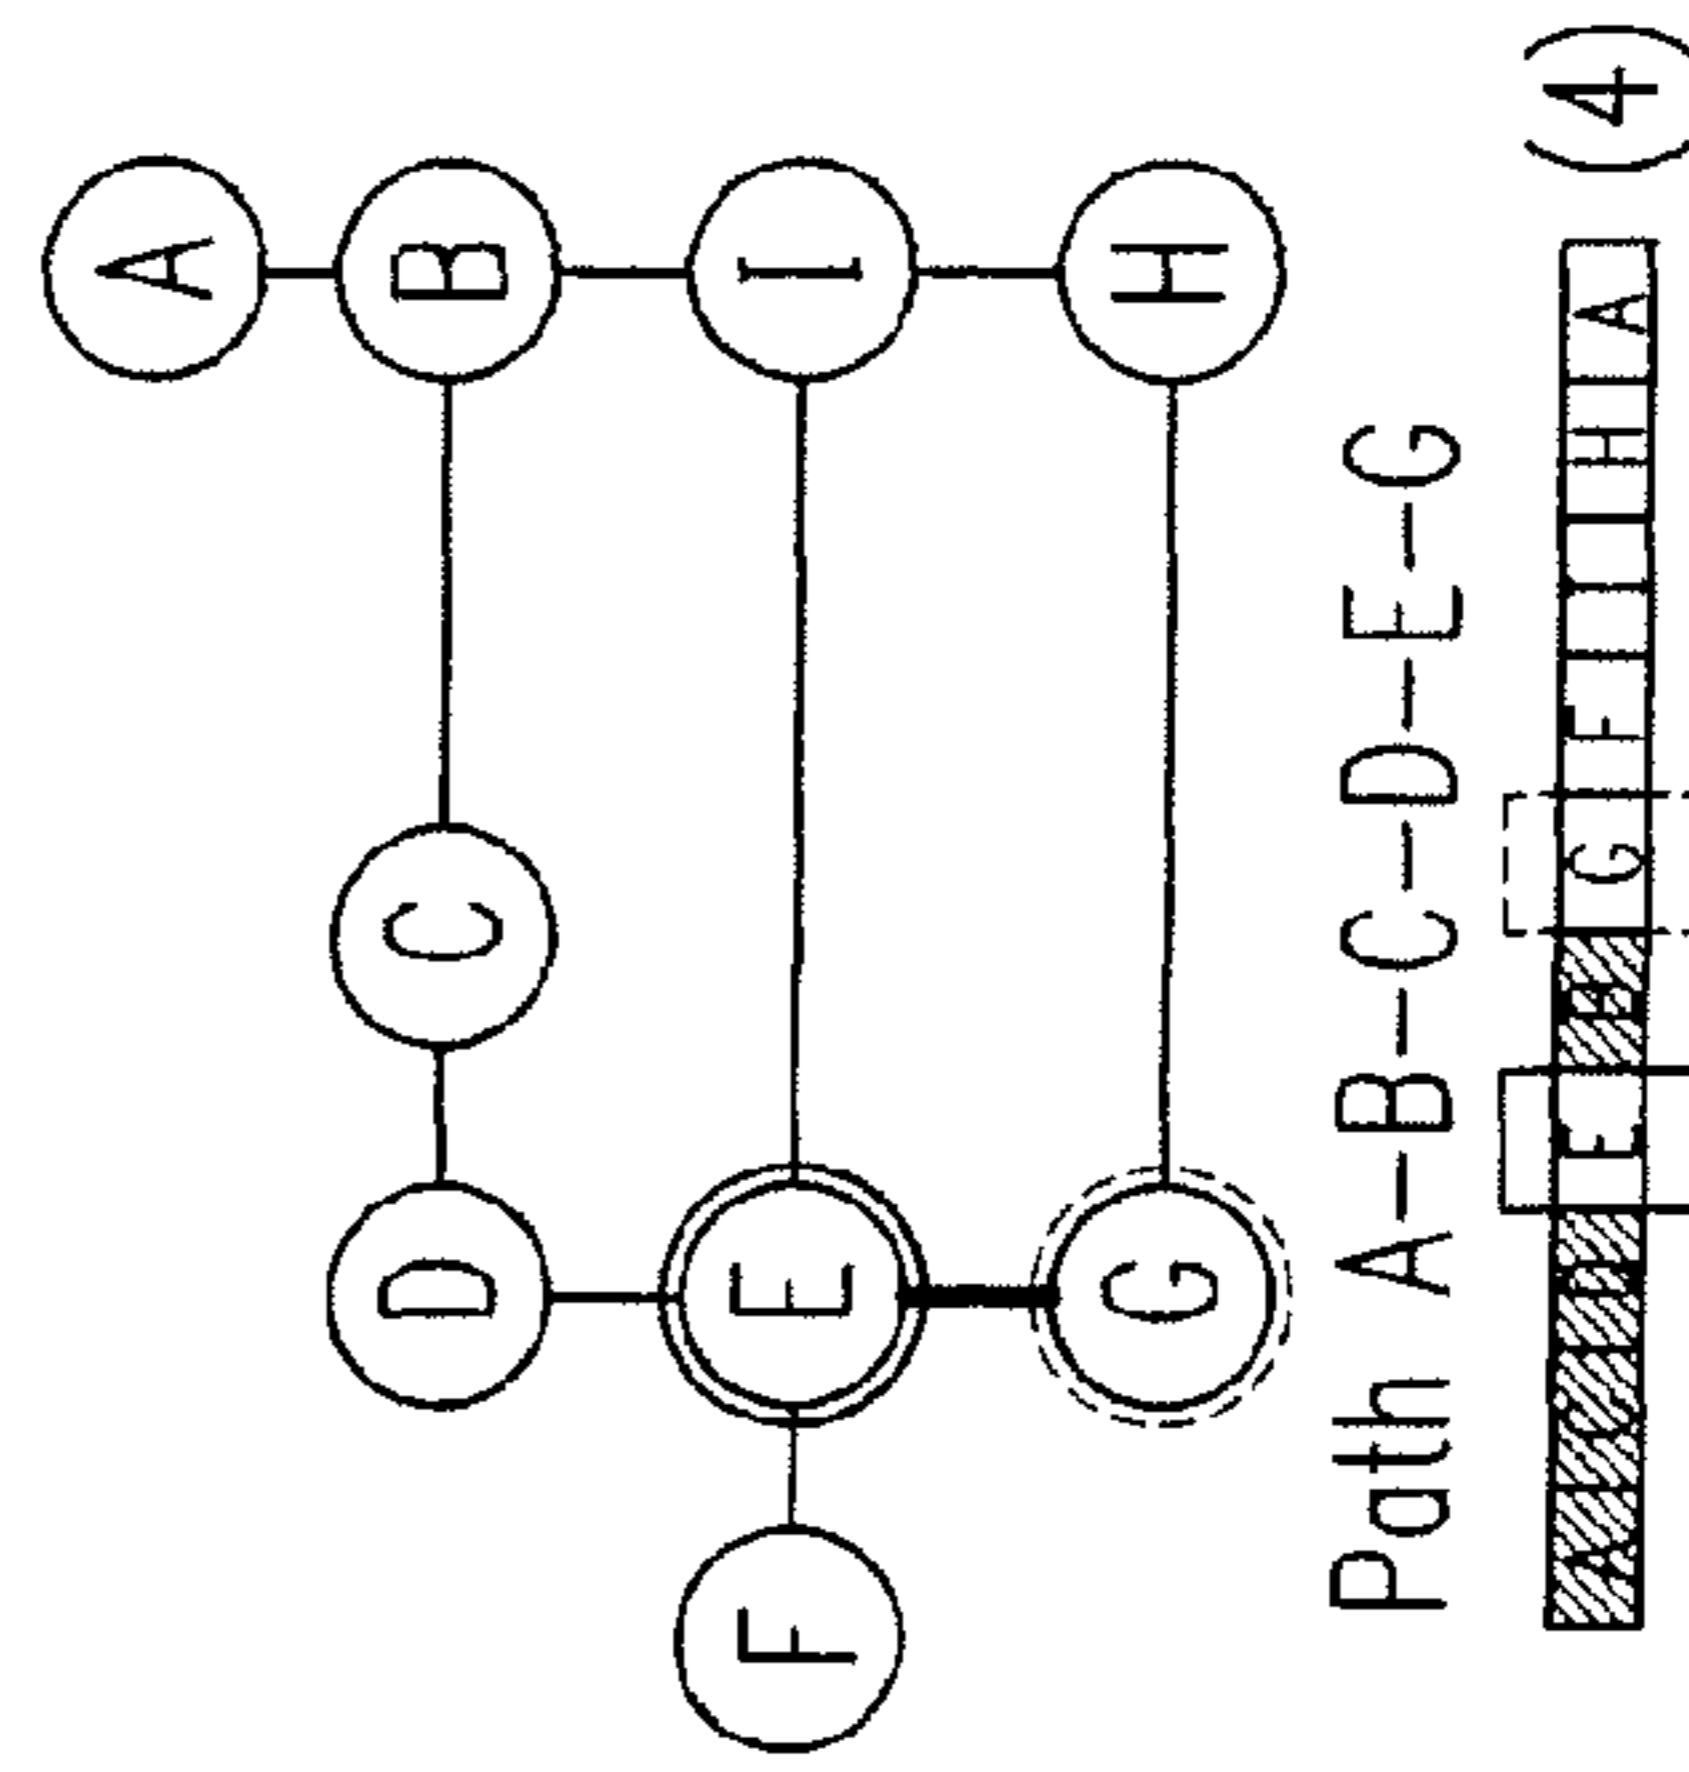 A
D C B
F E I
G H
Path A-B-C-D-E-G
A C D E G F I H A (4)